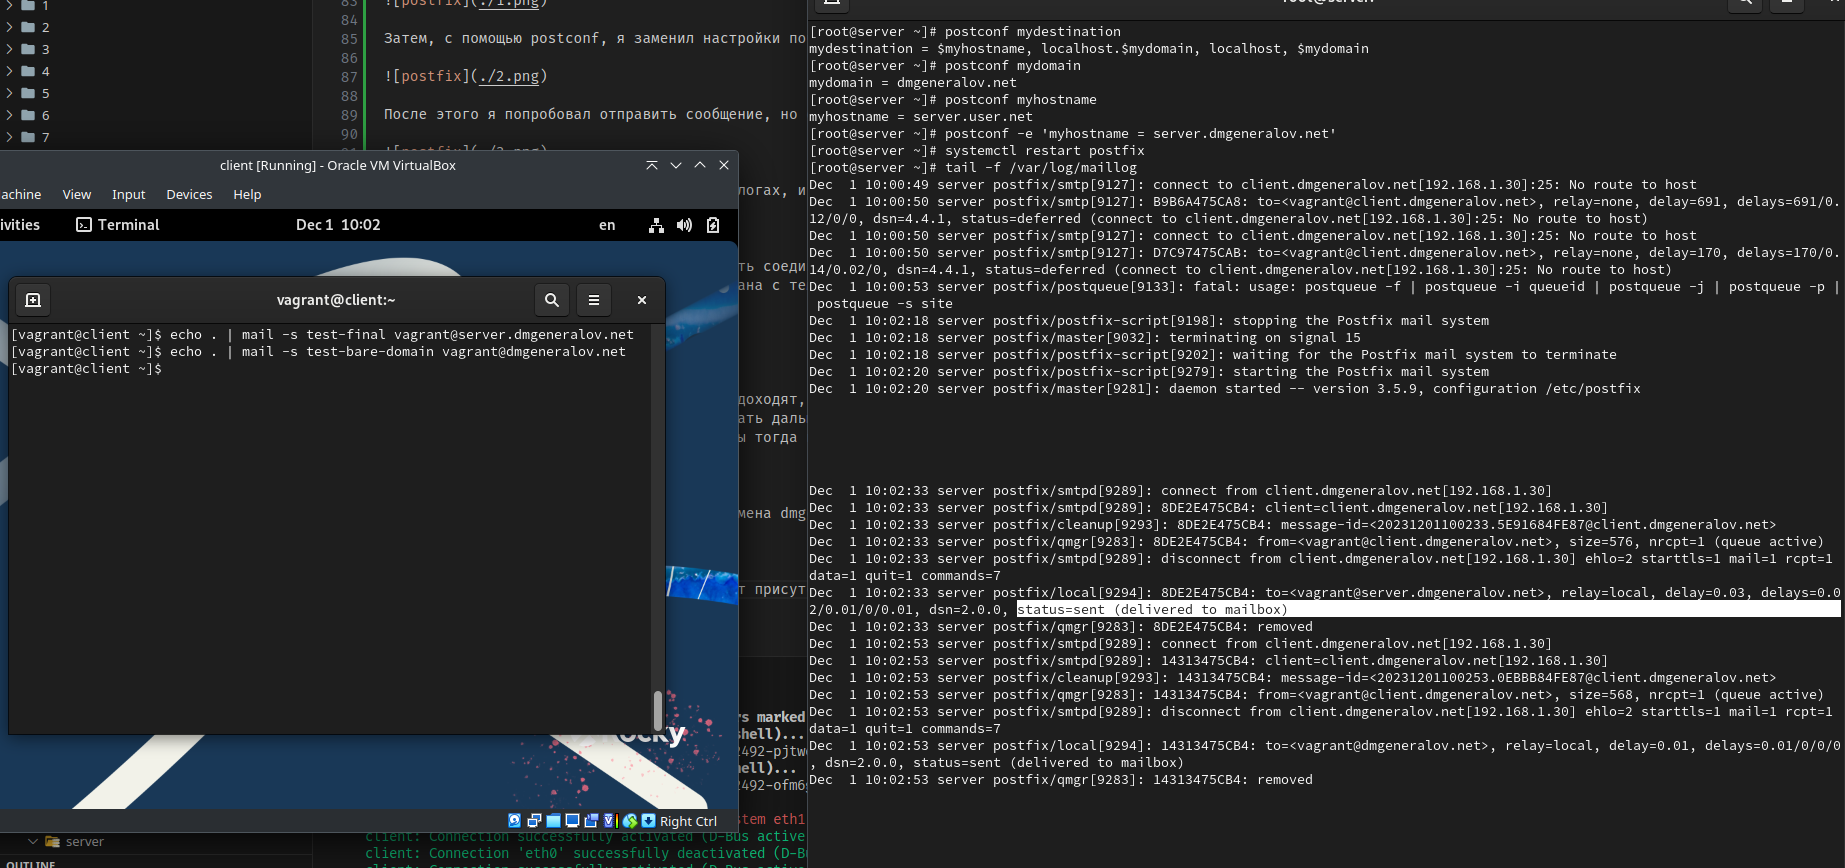 1
2
3
4
5
6
7
83
84
85 Затем, с помощью postconf, я заменил настройки по
86
87 ![postfix](./2.png)
88
89 После этого я попробовал отправить сообщение, но
90
логах, и
ть соеди
ана с те
доходят,
ать даль
ы тогда
мена dmg
т присут
rs marked
shell)...
2492-pjtw
ell)...
2492-ofm6
stem eth1
client: Connection successfully activated (D-Bus active
client: Connection 'eth0' successfully deactivated (D-B
server
OUTLINE
client [Running] - Oracle VM VirtualBox
achine View Input Devices Help
ivities Terminal Dec 1 10:02 en
vagrant@client:~
[vagrant@client ~]$ echo . | mail -s test-final vagrant@server.dmgeneralov.net
[vagrant@client ~]$ echo . | mail -s test-bare-domain vagrant@dmgeneralov.net
[vagrant@client ~]$
ocky
Right Ctrl
[root@server ~]# postconf mydestination
mydestination = $myhostname, localhost.$mydomain, localhost, $mydomain
[root@server ~]# postconf mydomain
mydomain = dmgeneralov.net
[root@server ~]# postconf myhostname
myhostname = server.user.net
[root@server ~]# postconf -e 'myhostname = server.dmgeneralov.net'
[root@server ~]# systemctl restart postfix
[root@server ~]# tail -f /var/log/maillog
Dec  1 10:00:49 server postfix/smtp[9127]: connect to client.dmgeneralov.net[192.168.1.30]:25: No route to host
Dec  1 10:00:50 server postfix/smtp[9127]: B9B6A475CA8: to=<vagrant@client.dmgeneralov.net>, relay=none, delay=691, delays=691/0.
12/0/0, dsn=4.4.1, status=deferred (connect to client.dmgeneralov.net[192.168.1.30]:25: No route to host)
Dec  1 10:00:50 server postfix/smtp[9127]: connect to client.dmgeneralov.net[192.168.1.30]:25: No route to host
Dec  1 10:00:50 server postfix/smtp[9127]: D7C97475CAB: to=<vagrant@client.dmgeneralov.net>, relay=none, delay=170, delays=170/0.
14/0.02/0, dsn=4.4.1, status=deferred (connect to client.dmgeneralov.net[192.168.1.30]:25: No route to host)
Dec  1 10:00:53 server postfix/postqueue[9133]: fatal: usage: postqueue -f | postqueue -i queueid | postqueue -j | postqueue -p |
 postqueue -s site
Dec  1 10:02:18 server postfix/postfix-script[9198]: stopping the Postfix mail system
Dec  1 10:02:18 server postfix/master[9032]: terminating on signal 15
Dec  1 10:02:18 server postfix/postfix-script[9202]: waiting for the Postfix mail system to terminate
Dec  1 10:02:20 server postfix/postfix-script[9279]: starting the Postfix mail system
Dec  1 10:02:20 server postfix/master[9281]: daemon started -- version 3.5.9, configuration /etc/postfix
Dec  1 10:02:33 server postfix/smtpd[9289]: connect from client.dmgeneralov.net[192.168.1.30]
Dec  1 10:02:33 server postfix/smtpd[9289]: 8DE2E475CB4: client=client.dmgeneralov.net[192.168.1.30]
Dec  1 10:02:33 server postfix/cleanup[9293]: 8DE2E475CB4: message-id=<20231201100233.5E91684FE87@client.dmgeneralov.net>
Dec  1 10:02:33 server postfix/qmgr[9283]: 8DE2E475CB4: from=<vagrant@client.dmgeneralov.net>, size=576, nrcpt=1 (queue active)
Dec  1 10:02:33 server postfix/smtpd[9289]: disconnect from client.dmgeneralov.net[192.168.1.30] ehlo=2 starttls=1 mail=1 rcpt=1
data=1 quit=1 commands=7
Dec  1 10:02:33 server postfix/local[9294]: 8DE2E475CB4: to=<vagrant@server.dmgeneralov.net>, relay=local, delay=0.03, delays=0.0
2/0.01/0/0.01, dsn=2.0.0, status=sent (delivered to mailbox)
Dec  1 10:02:33 server postfix/qmgr[9283]: 8DE2E475CB4: removed
Dec  1 10:02:53 server postfix/smtpd[9289]: connect from client.dmgeneralov.net[192.168.1.30]
Dec  1 10:02:53 server postfix/smtpd[9289]: 14313475CB4: client=client.dmgeneralov.net[192.168.1.30]
Dec  1 10:02:53 server postfix/cleanup[9293]: 14313475CB4: message-id=<20231201100253.0EBBB84FE87@client.dmgeneralov.net>
Dec  1 10:02:53 server postfix/qmgr[9283]: 14313475CB4: from=<vagrant@client.dmgeneralov.net>, size=568, nrcpt=1 (queue active)
Dec  1 10:02:53 server postfix/smtpd[9289]: disconnect from client.dmgeneralov.net[192.168.1.30] ehlo=2 starttls=1 mail=1 rcpt=1
data=1 quit=1 commands=7
Dec  1 10:02:53 server postfix/local[9294]: 14313475CB4: to=<vagrant@dmgeneralov.net>, relay=local, delay=0.01, delays=0.01/0/0/0
, dsn=2.0.0, status=sent (delivered to mailbox)
Dec  1 10:02:53 server postfix/qmgr[9283]: 14313475CB4: removed